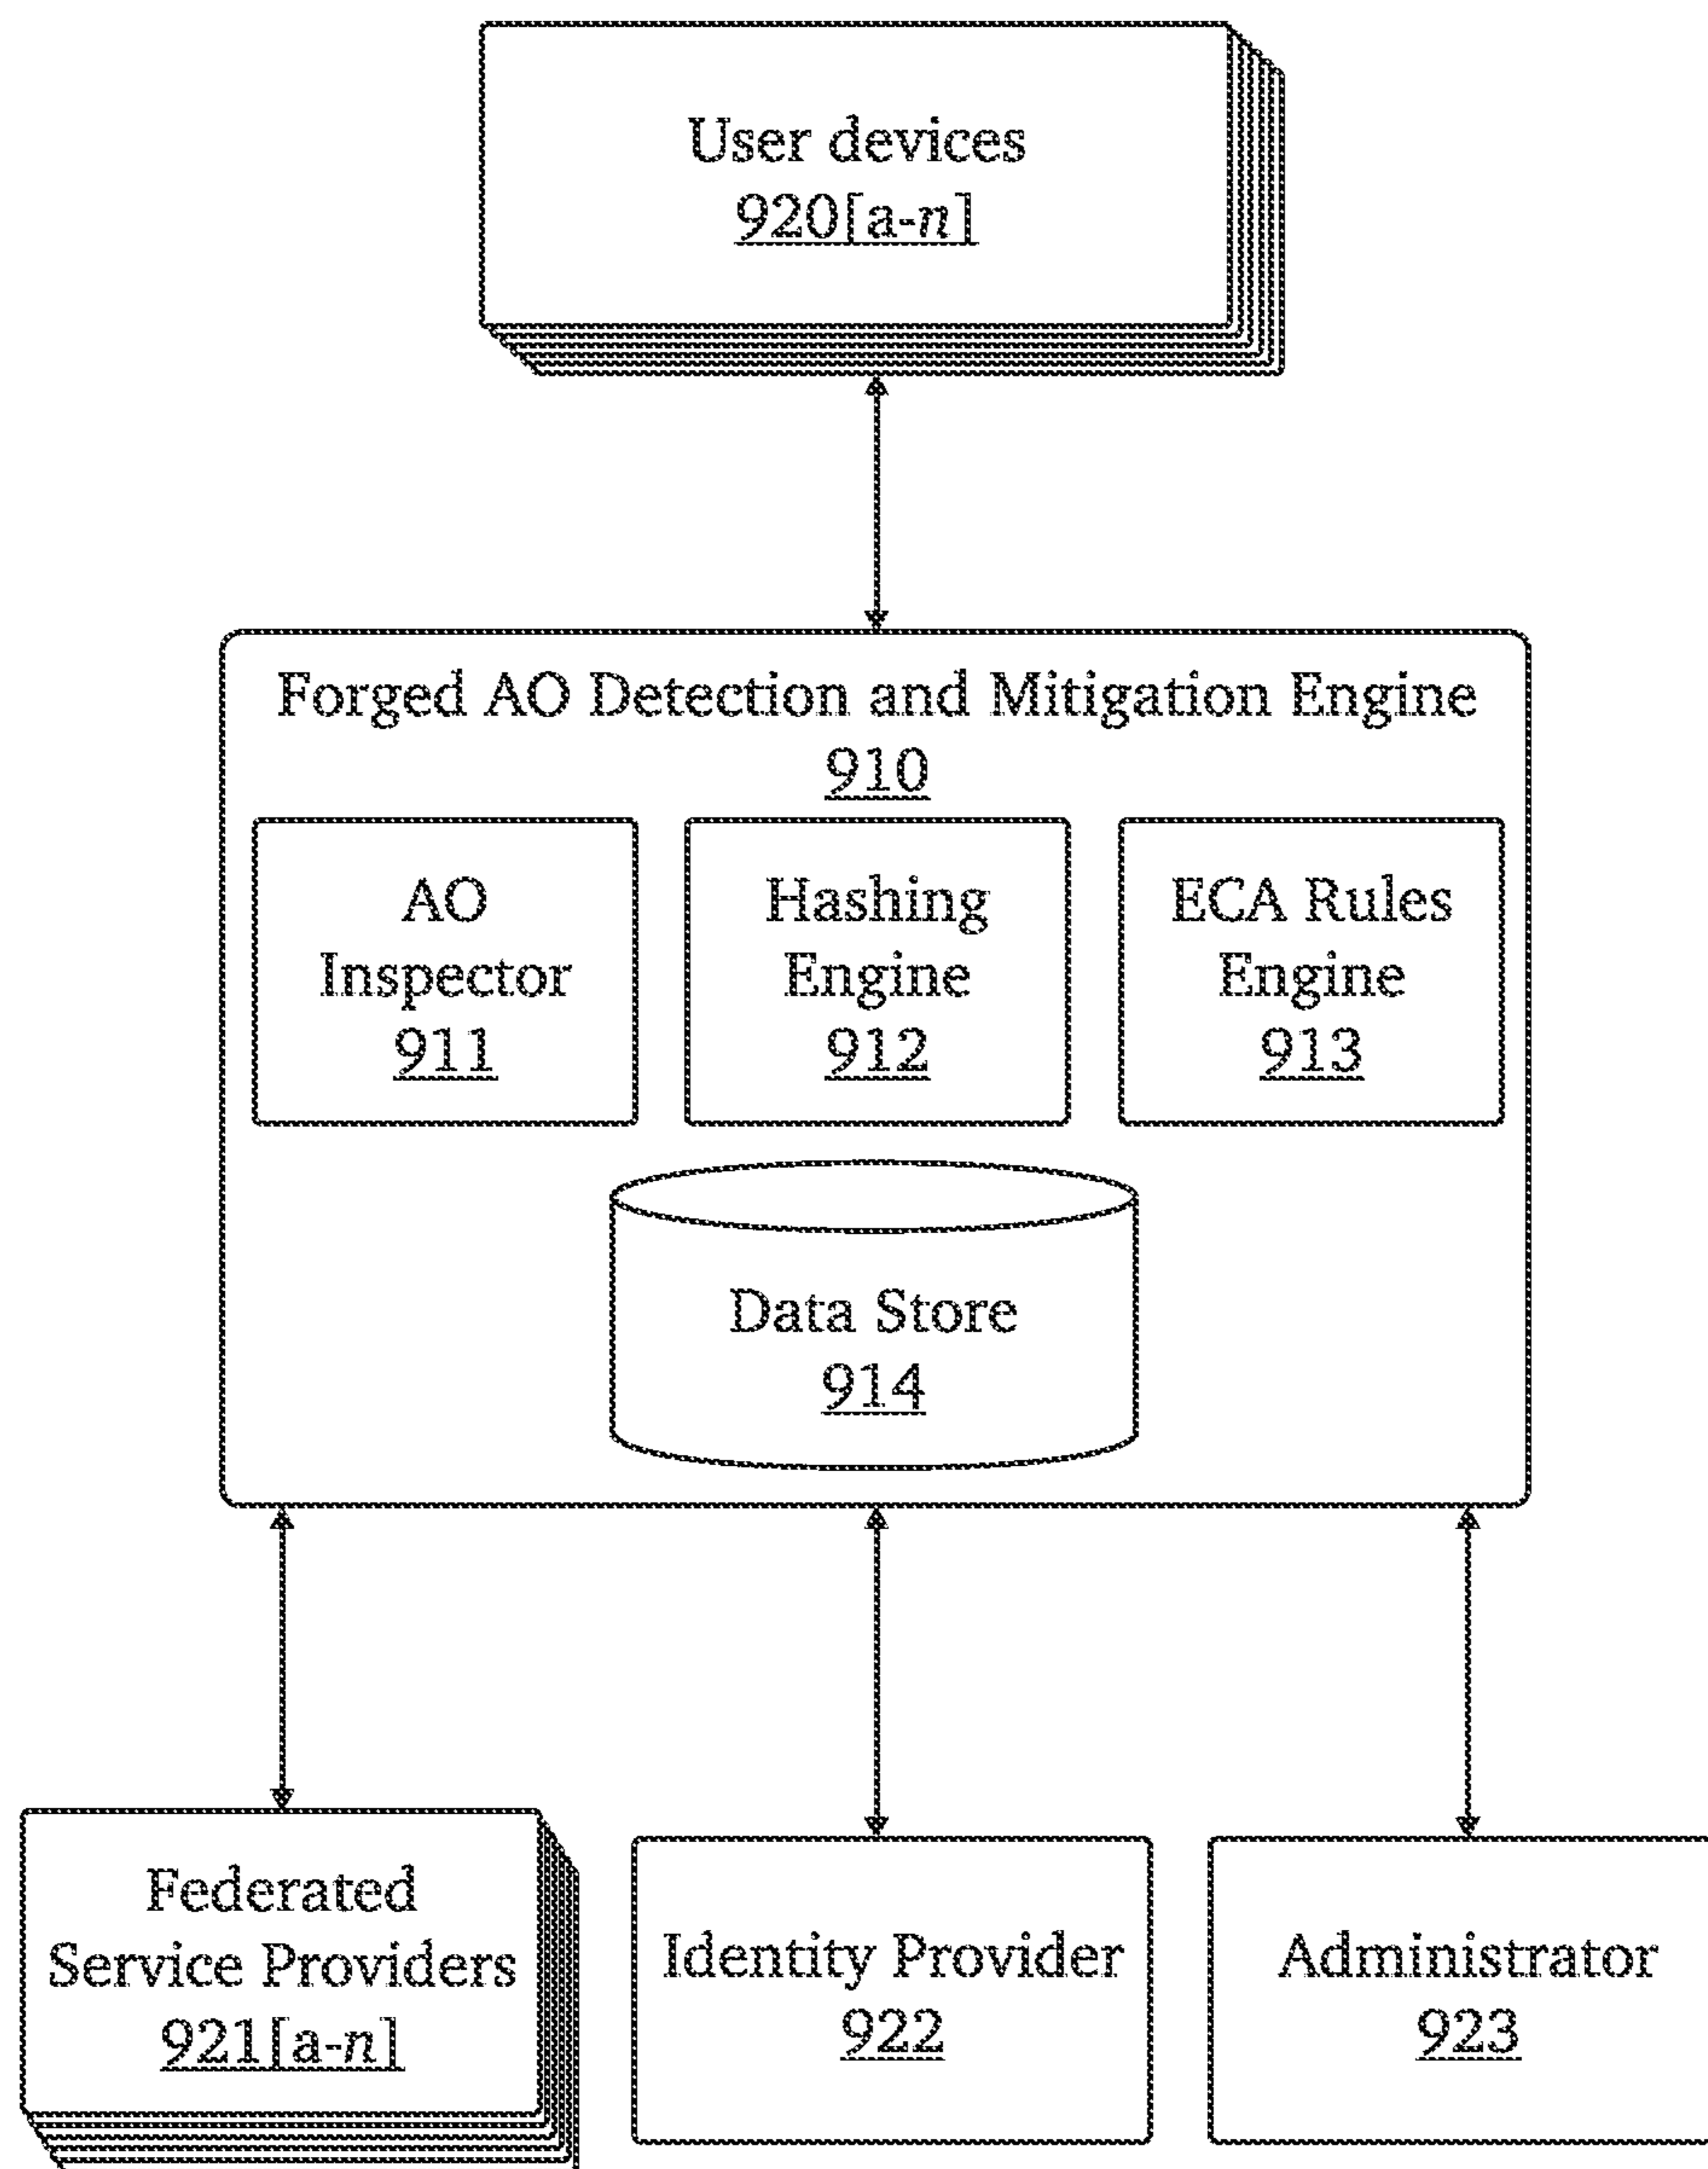 User devices
920[a-n]
Forged AO Detection and Mitigation Engine
910
AO
Inspector
911
Hashing
Engine
912
ECA Rules
Engine
913
Data Store
914
Federated
Service Providers
921[a-n]
Identity Provider
922
Administrator
923